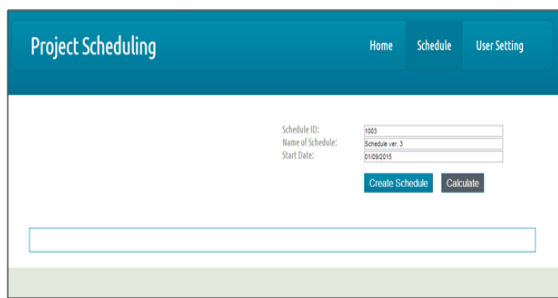 Project Scheduling
Home Schedule User Setting
Schedule ID: 1003
Name of Schedule: Schedule ver. 3
Start Date: 01/09/2015
Create Schedule Calculate